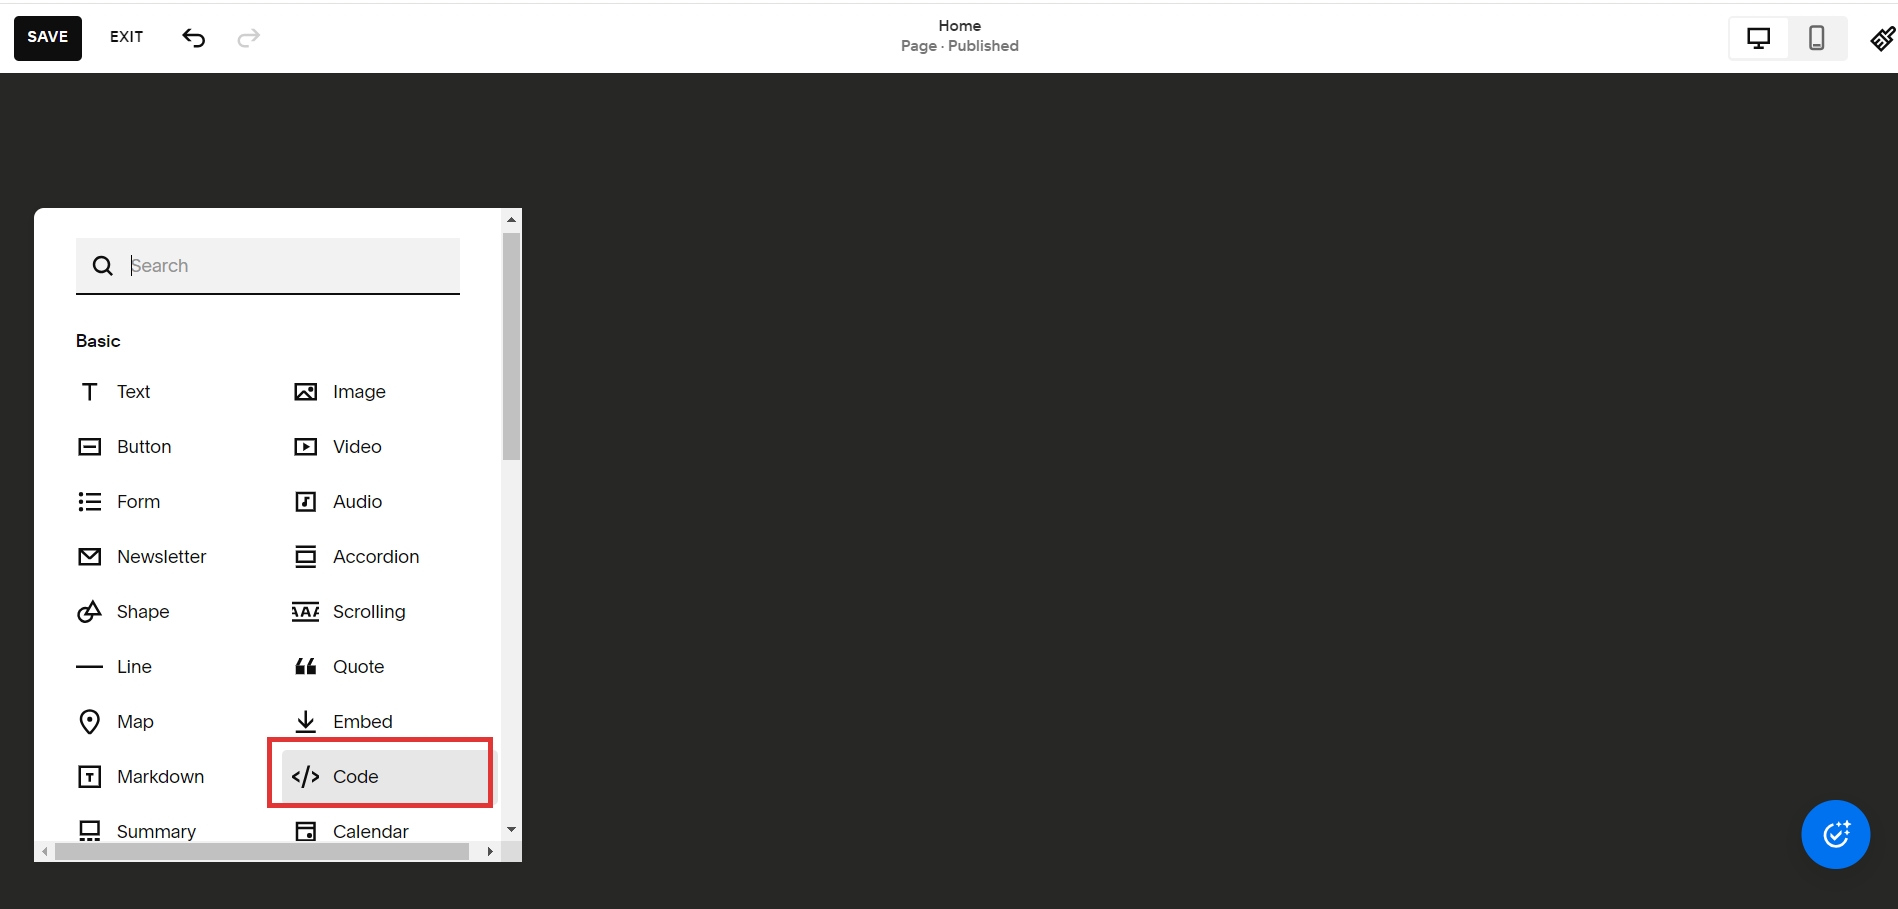 SAVE EXIT
Home
Page · Published
Search
Basic
Text Image
Button Video
Form Audio
Newsletter Accordion
Shape Scrolling
Line Quote
Map Embed
Markdown Code
Summary Calendar